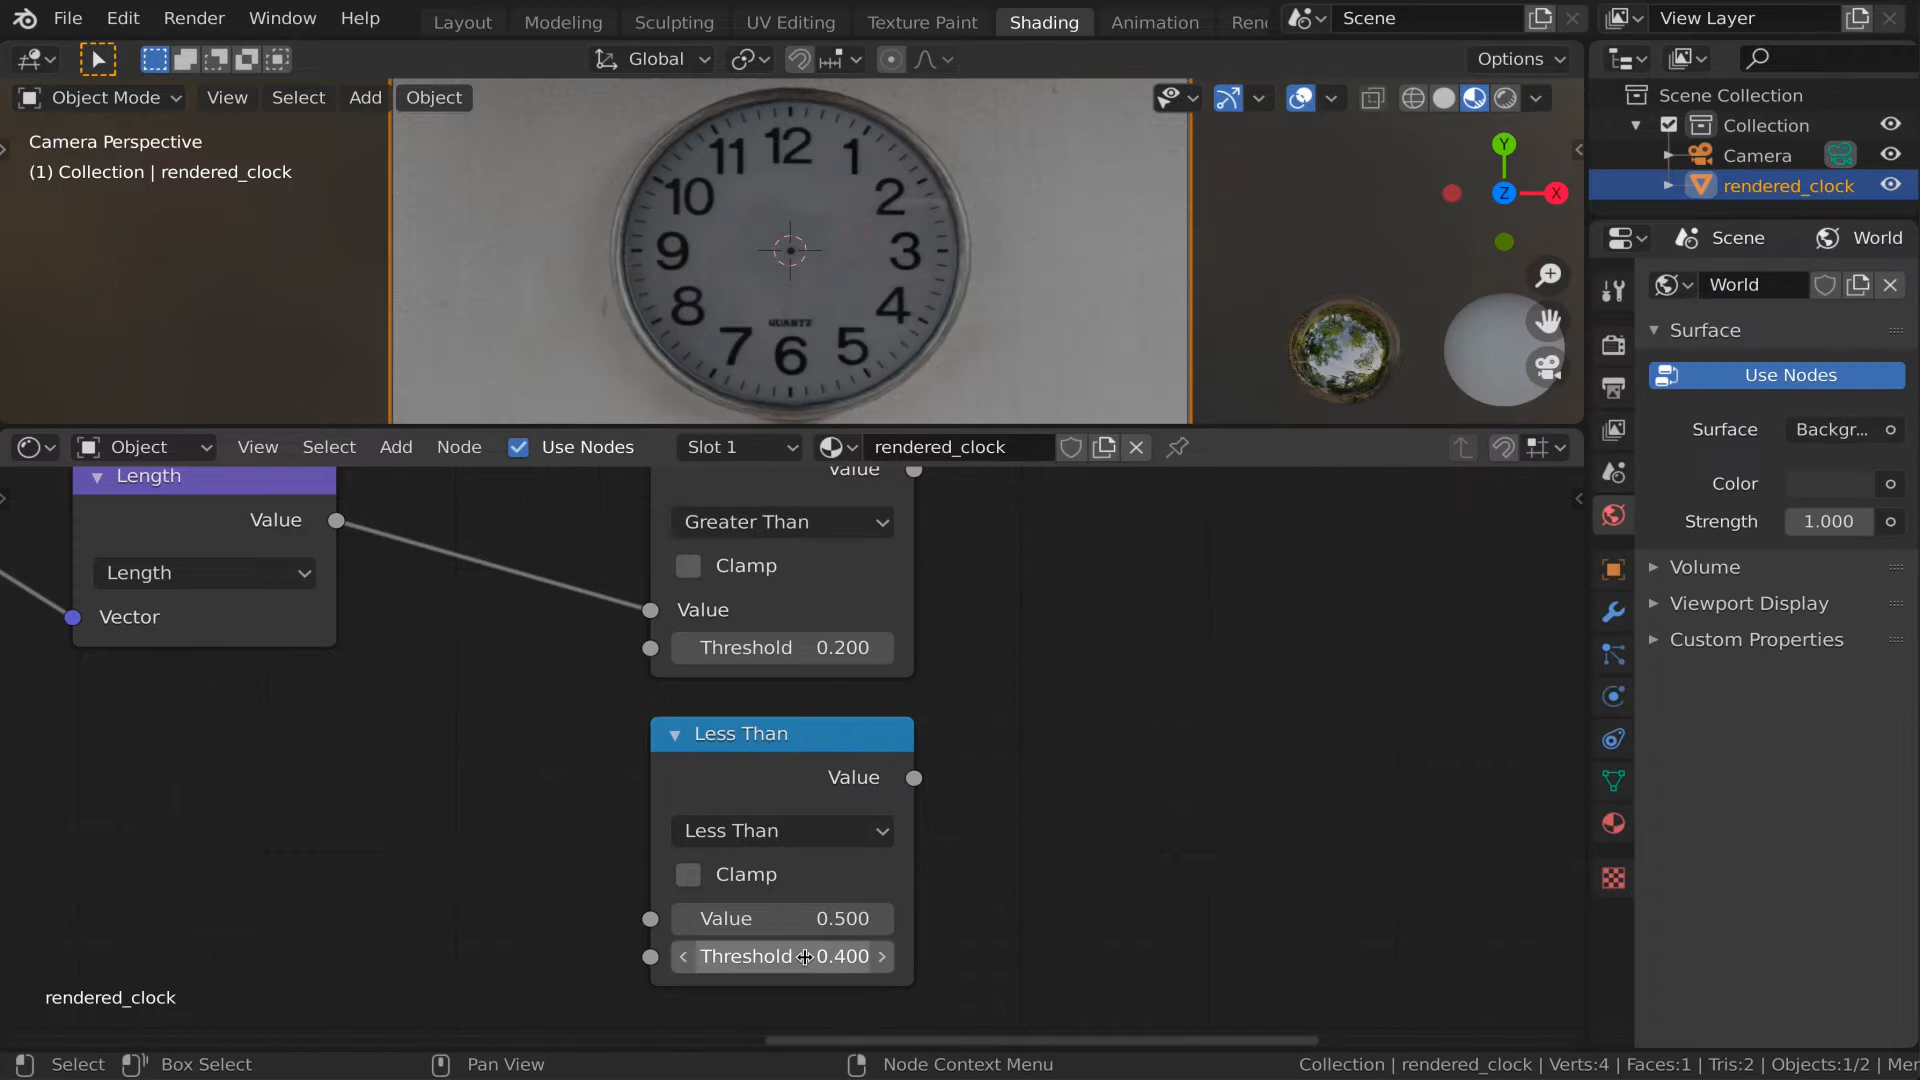 File Edit Render Window Help Layout Modeling Sculpting UV Editing Texture Paint Shading Animation Ren Scene View Layer
Global Options
Object Mode View Select Add Object
Camera Perspective
(1) Collection | rendered_clock
12
11 1
10 2
9 3
8 4
QUARTZ
7 5
6
Y
Z X
Scene Collection
Collection
Camera
rendered_clock
Scene World
World
Surface
Use Nodes
Surface Backgr...
Color
Strength 1.000
Volume
Viewport Display
Custom Properties
Object View Select Add Node Use Nodes Slot 1 rendered_clock
Length
Value
Length
Vector
Value
Greater Than
Clamp
Value
Threshold 0.200
Less Than
Value
Less Than
Clamp
Value 0.500
Threshold 0.400
rendered_clock
Select Box Select Pan View Node Context Menu Collection | rendered_clock | Verts:4 | Faces:1 | Tris:2 | Objects:1/2 | Mer